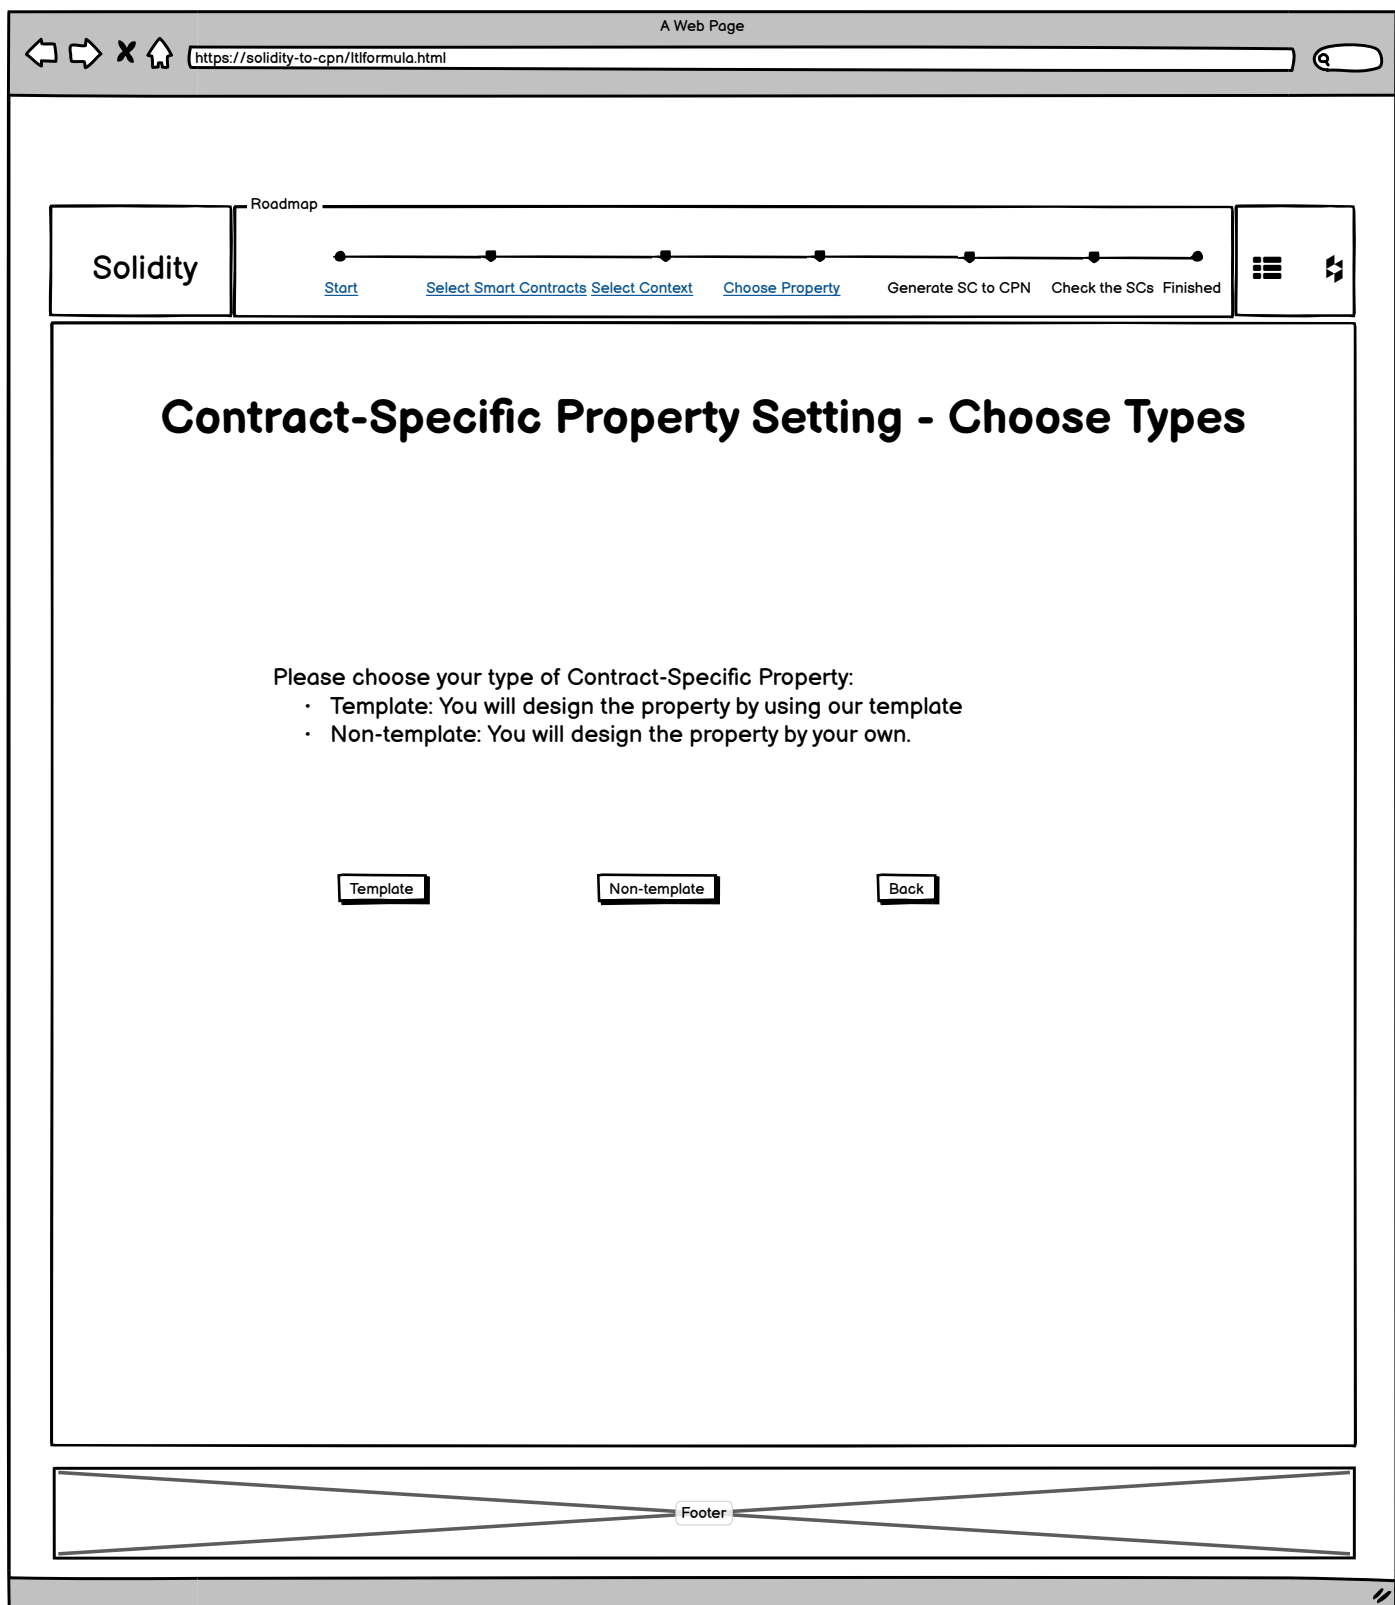 A Web Page
https://solidity-to-cpn/ltlformula.html
Roadmap
Solidity
Start Select Smart Contracts Select Context Choose Property Generate SC to CPN Check the SCs Finished
Contract-Specific Property Setting - Choose Types
Please choose your type of Contract-Specific Property:
• Template: You will design the property by using our template
• Non-template: You will design the property by your own.
Template Non-template Back
Footer